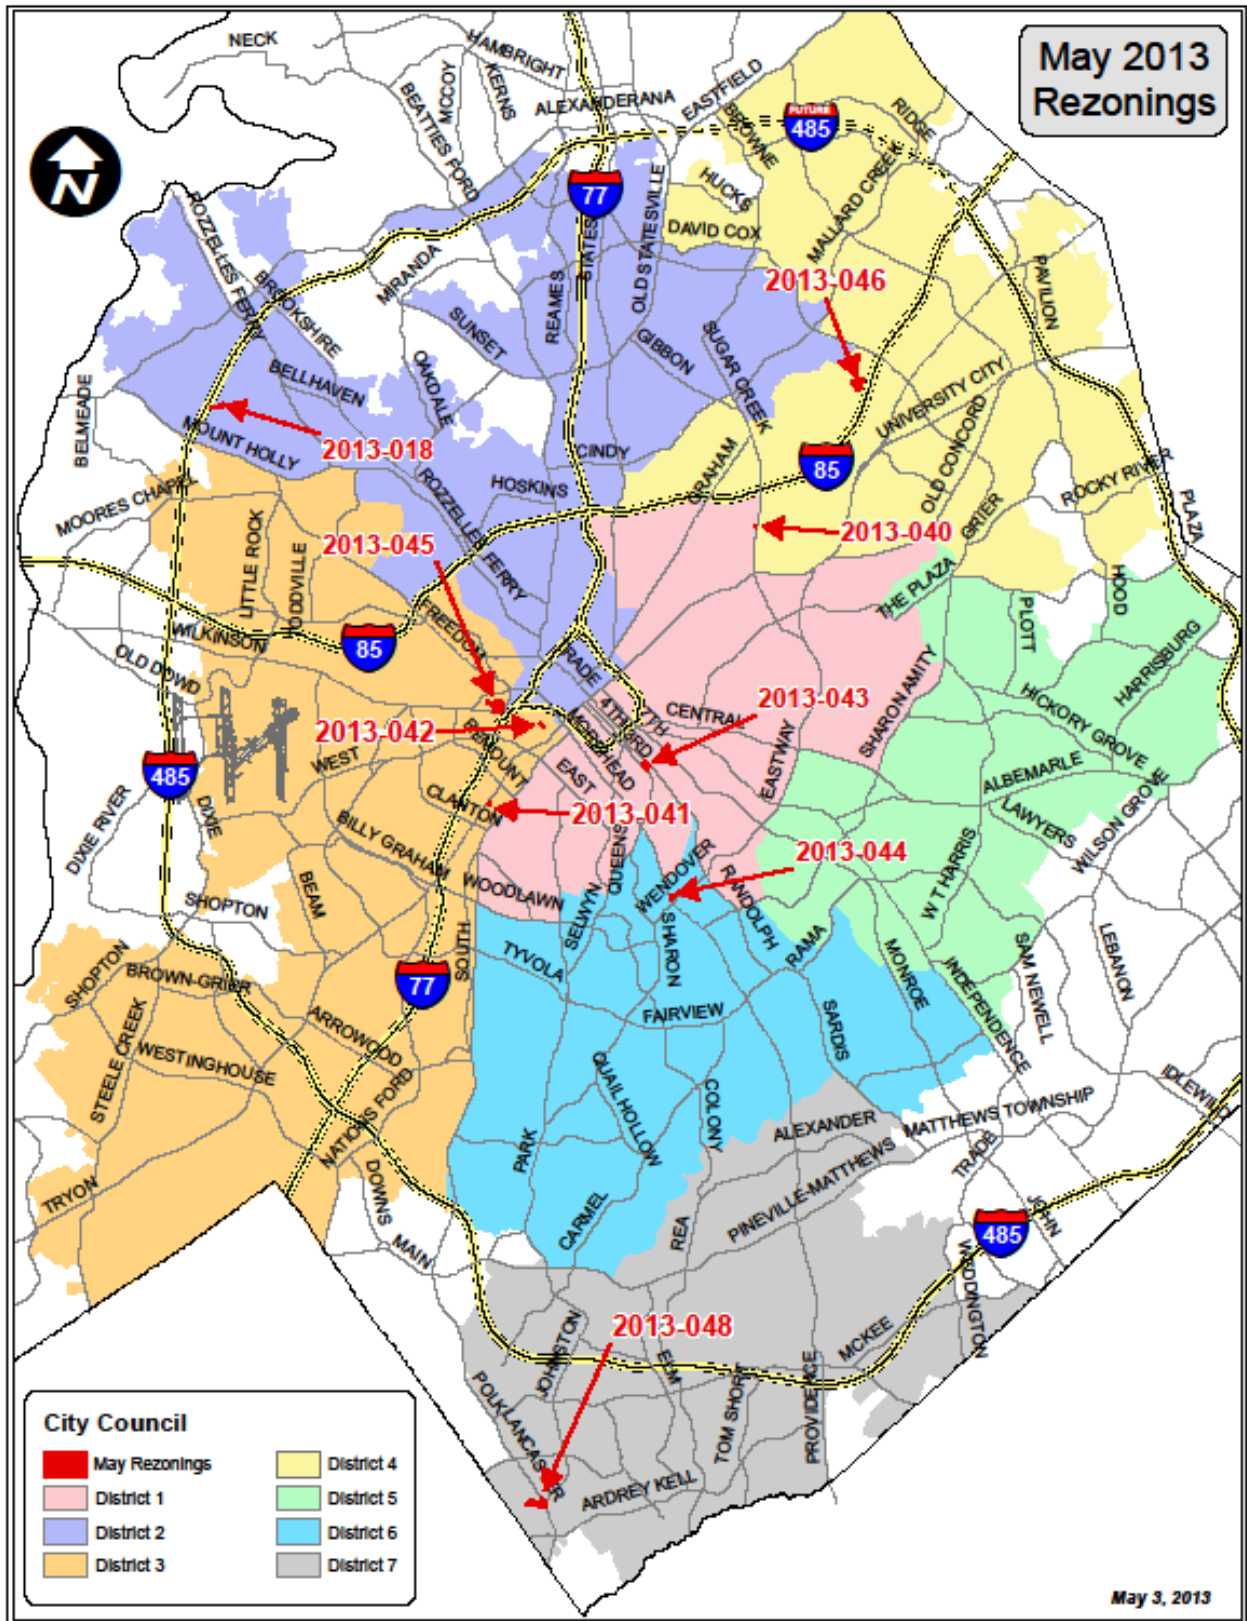 May 2013
Rezonings
NECK
HAMBRIGHT
MCCOY
KERNS
BEATTIES FORD
ALEXANDERANA
EASTFIELD
BROWNE
FUTURE
485
RIDGE
N
77
HUCKS
MALLARD CREEK
DAVID COX
OLD STATESVILLE
STATES
ROZZELLES FERRY
MIRANDA
BROOKSHIRE
REAMES
2013-046
PAVILION
SUNSET
GIBBON
SUGAR CREEK
OAKDALE
BELLHAVEN
BELMEADE
MOUNT HOLLY
2013-018
CINDY
UNIVERSITY CITY
OLD CONCORD
85
GRAHAM
HOSKINS
ROZZELLES FERRY
MOORES CHAPEL
ROCKY RIVER
PLAZA
GRIER
2013-040
2013-045
LITTLE ROCK
TODDVILLE
THE PLAZA
HOOD
PLOTT
FREEDOM
WILKINSON
85
OLD DOWD
TRADE
HARRISBURG
SHARON AMITY
HICKORY GROVE
4TH
7TH
3RD
CENTRAL
2013-043
2013-042
MOREHEAD
REMOUNT
WEST
EAST
EASTWAY
485
ALBEMARLE
LAWYERS
WILSON GROVE
DIXIE RIVER
DIXIE
CLANTON
2013-041
BILLY GRAHAM
QUEENS
WENDOVER
2013-044
W T HARRIS
BEAM
WOODLAWN
SELWYN
RANDOLPH
SHOPTON
SHARON
RAMA
MONROE
INDEPENDENCE
SAM NEWELL
LEBANON
SHOPTON
BROWN-GRIER
SOUTH
TYVOLA
77
FAIRVIEW
SARDIS
ARROWOOD
STEELE CREEK
WESTINGHOUSE
QUAIL HOLLOW
COLONY
NATIONS FORD
IDLEWILD
ALEXANDER
MATTHEWS TOWNSHIP
TRADE
PARK
PINEVILLE-MATTHEWS
TRYON
DOWNS
MAIN
CARMEL
REA
JOHN
485
WEDDINGTON
2013-048
JOHNSTON
ELM
MCKEE
POLK
LANCASTER
TOM SHORT
PROVIDENCE
ARDREY KELL
City Council
May Rezonings
District 1
District 2
District 3
District 4
District 5
District 6
District 7
May 3, 2013